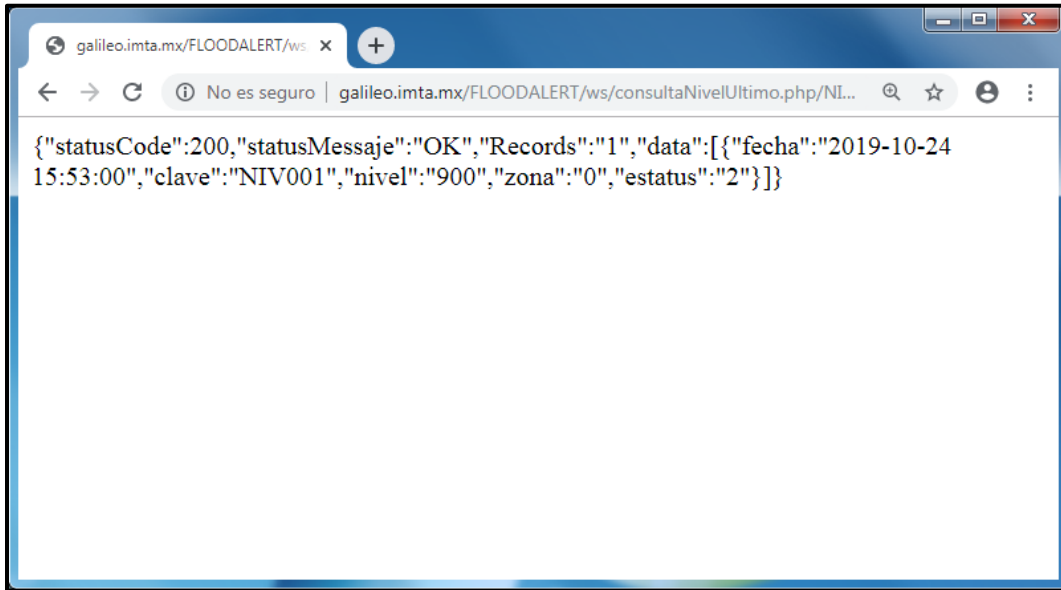 galileo.imta.mx/FLOODALERT/ws
No es seguro | galileo.imta.mx/FLOODALERT/ws/consultaNivelUltimo.php/NI...
{"statusCode":200,"statusMessaje":"OK","Records":"1","data":[{"fecha":"2019-10-24
15:53:00","clave":"NIV001","nivel":"900","zona":"0","estatus":"2"}]}